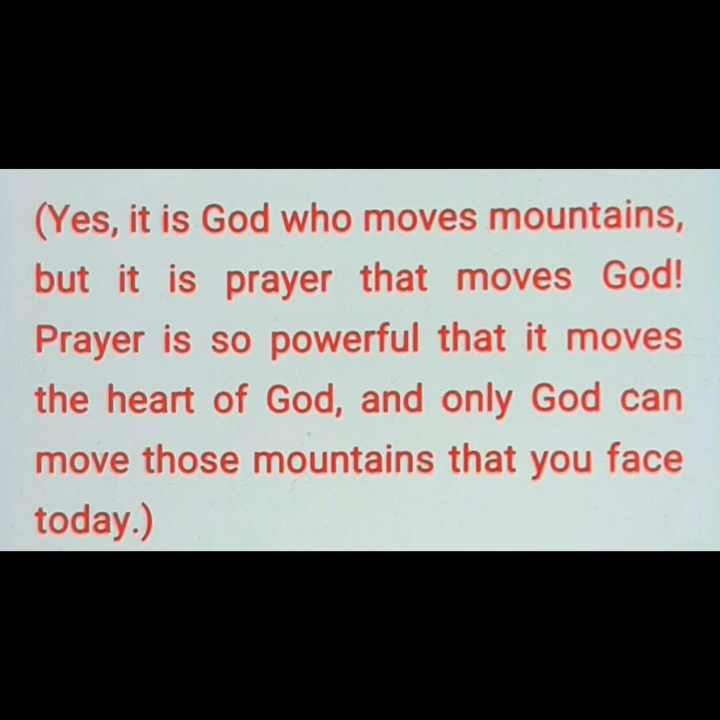 (Yes, it is God who moves mountains,
but it is prayer that moves God!
Prayer is so powerful that it moves
the heart of God, and only God can
move those mountains that you face
today.)